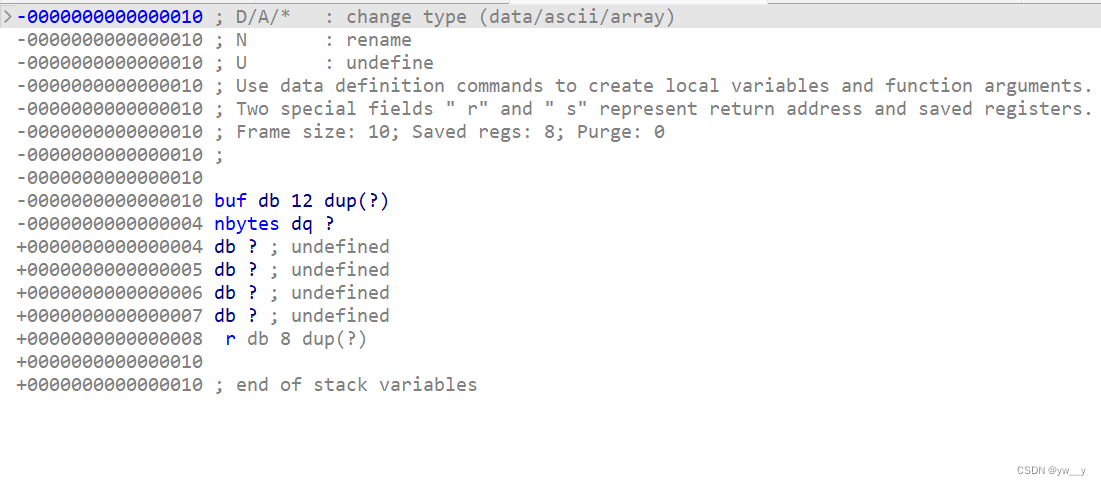 -0000000000000010 ; D/A/* : change type (data/ascii/array)
-0000000000000010 ; N : rename
-0000000000000010 ; U : undefine
-0000000000000010 ; Use data definition commands to create local variables and function arguments.
-0000000000000010 ; Two special fields " r" and " s" represent return address and saved registers.
-0000000000000010 ; Frame size: 10; Saved regs: 8; Purge: 0
-0000000000000010 ;
-0000000000000010
-0000000000000010 buf db 12 dup(?)
-0000000000000004 nbytes dq ?
+0000000000000004 db ? ; undefined
+0000000000000005 db ? ; undefined
+0000000000000006 db ? ; undefined
+0000000000000007 db ? ; undefined
+0000000000000008  r db 8 dup(?)
+0000000000000010
+0000000000000010 ; end of stack variables
CSDN @yw__y